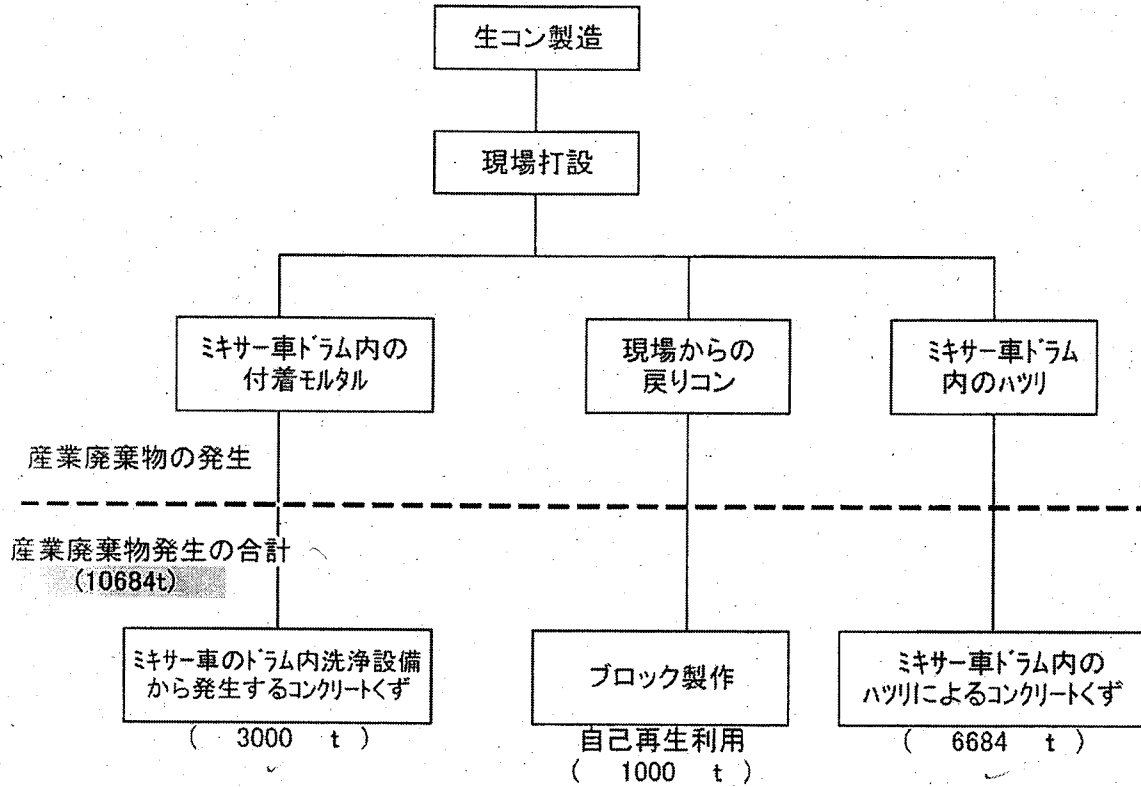 生コン製造
現場打設
ミキサー車ドラム内の
付着モルタル
現場からの
戻りコン
ミキサー車ドラム
内のハツリ
産業廃棄物の発生
産業廃棄物発生の合計
(10684t)
ミキサー車のドラム内洗浄設備
から発生するコンクリートくず
( 3000 t )
ブロック製作
自己再生利用
( 1000 t )
ミキサー車ドラム内の
ハツリによるコンクリートくず
( 6684 t )